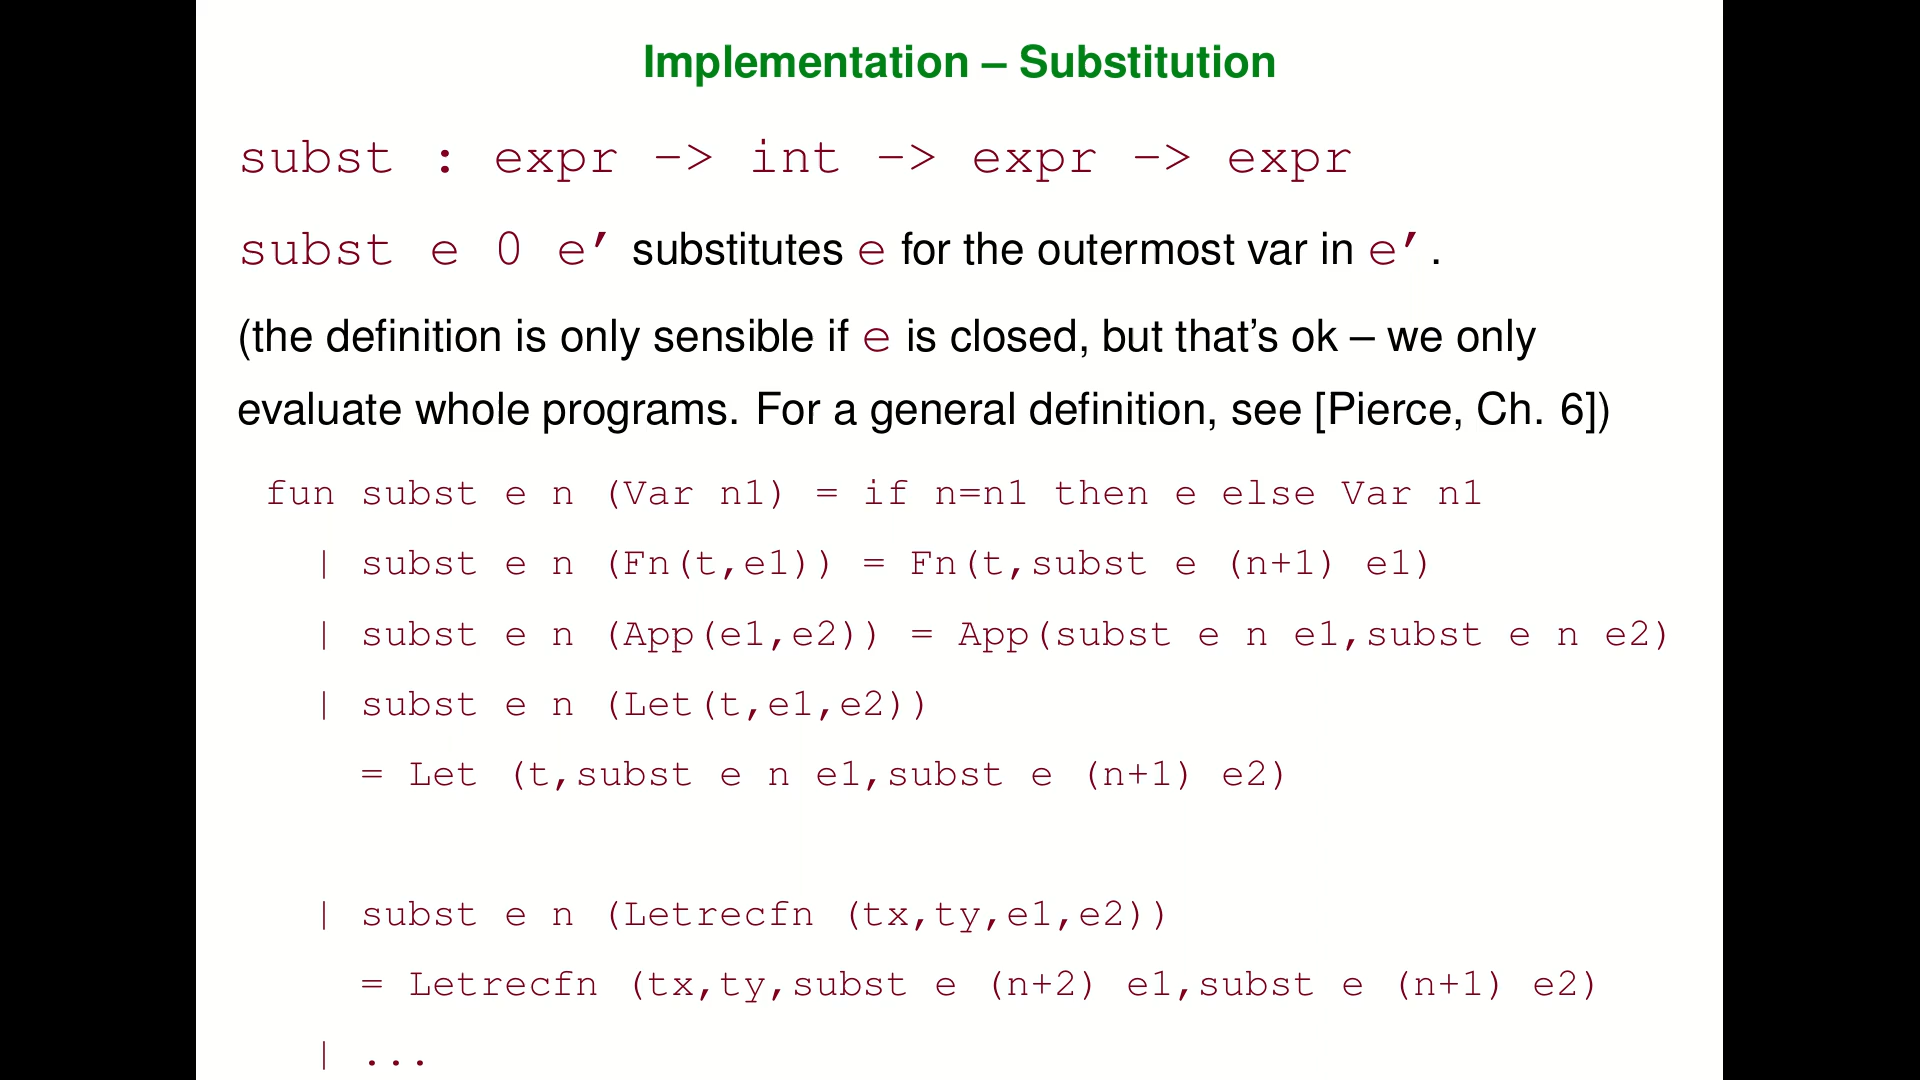 Implementation – Substitution
subst : expr -> int -> expr -> expr
subst e 0 e’ substitutes e for the outermost var in e’.
(the definition is only sensible if e is closed, but that’s ok – we only
evaluate whole programs. For a general definition, see [Pierce, Ch. 6])
fun subst e n (Var n1) = if n=n1 then e else Var n1
| subst e n (Fn(t,e1)) = Fn(t,subst e (n+1) e1)
| subst e n (App(e1,e2)) = App(subst e n e1,subst e n e2)
| subst e n (Let(t,e1,e2))
= Let (t,subst e n e1,subst e (n+1) e2)
| subst e n (Letrecfn (tx,ty,e1,e2))
= Letrecfn (tx,ty,subst e (n+2) e1,subst e (n+1) e2)
| ...